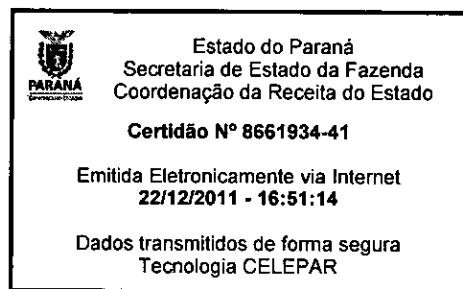 Estado do Paraná
Secretaria de Estado da Fazenda
PARANÁ
Coordenação da Receita do Estado
Certidão Nº 8661934-41
Emitida Eletronicamente via Internet
22/12/2011 - 16:51:14
Dados transmitidos de forma segura
Tecnologia CELEPAR